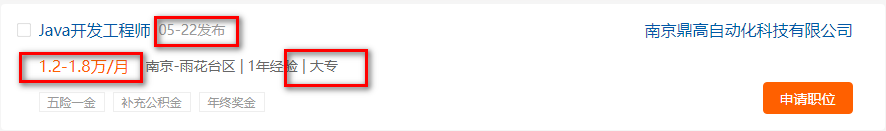 Java开发工程师 05-22发布 南京鼎高自动化科技有限公司
1.2-1.8万/月 南京-雨花台区 | 1年经验 | 大专
五险一金 补充公积金 年终奖金
申请职位